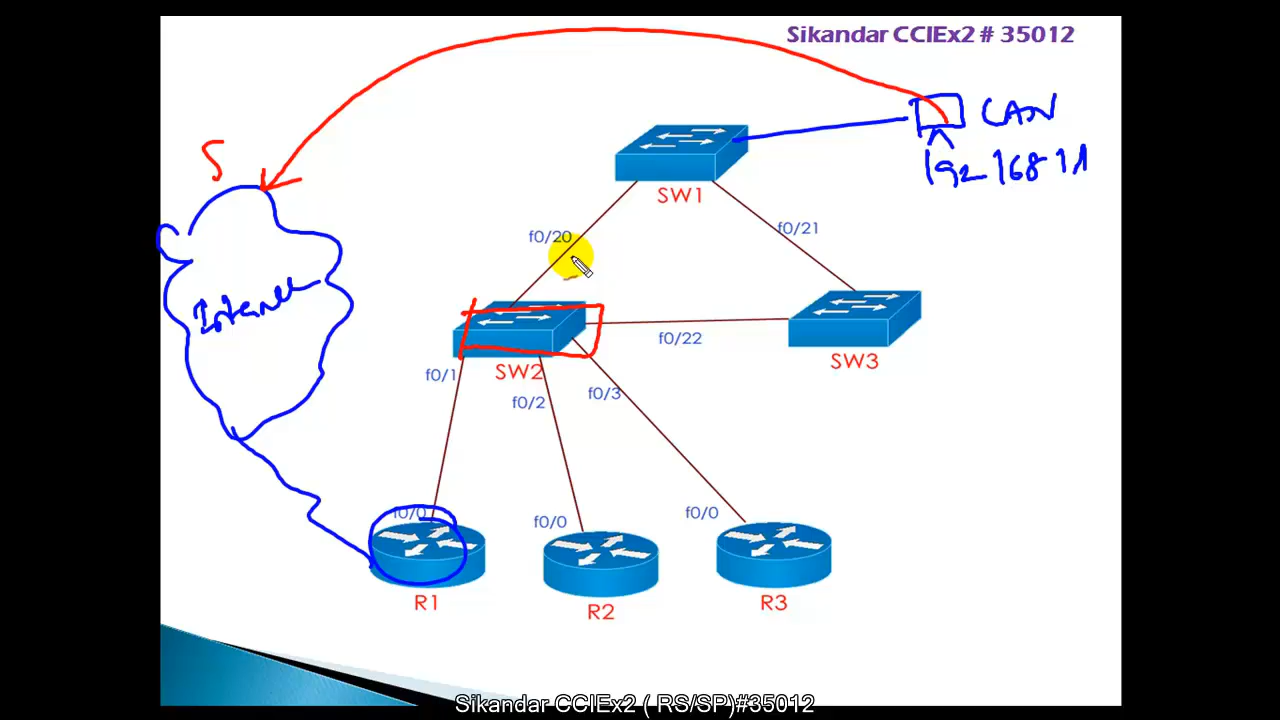 Sikandar CCIEx2 # 35012
LAN
192 168 1.1
S
SW1
f0/20
f0/21
SW2
f0/22
SW3
f0/1
f0/2
f0/3
f0/0
f0/0
f0/0
R1
R2
R3
Sikandar CCIEx2 ( RS/SP)#35012